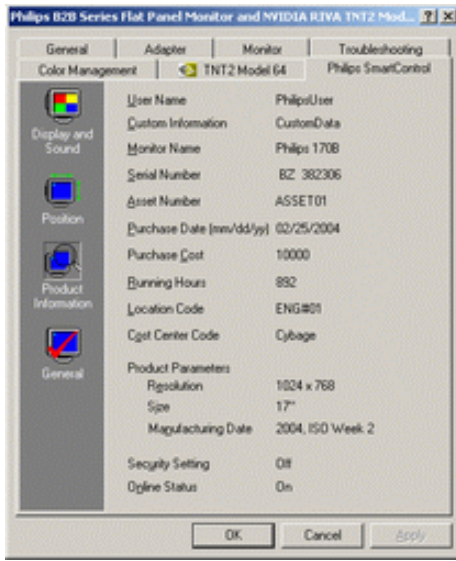 Philips B2B Series Flat Panel Monitor and NVIDIA RIVA TNT2 Mod...
General Adapter Monitor Troubleshooting
Color Management TNT2 Model 64 Philips SmartControl
Display and
Sound
Position
Product
Information
General
User Name PhilipsUser
Custom Information CustomData
Monitor Name Philips 170B
Serial Number BZ 382306
Asset Number ASSET01
Purchase Date (mm/dd/yy) 02/25/2004
Purchase Cost 10000
Running Hours 892
Location Code ENG#01
Cost Center Code Cybage
Product Parameters
Resolution 1024 x 768
Size 17"
Manufacturing Date 2004, ISO Week 2
Security Setting Off
Online Status On
OK Cancel Apply